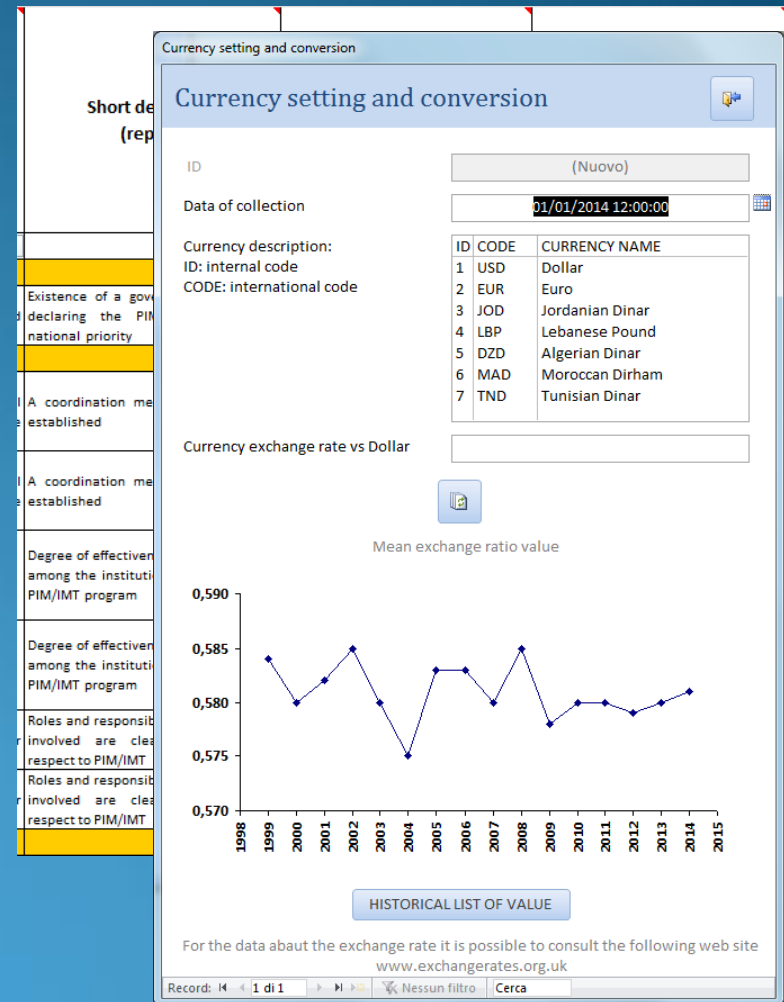 Short de
(rep
Existence of a gove
declaring the PIM
national priority
A coordination me
established
A coordination me
established
Degree of effectiven
among the instituti
PIM/IMT program
Degree of effectiven
among the instituti
PIM/IMT program
Roles and responsib
involved are clea
respect to PIM/IMT
Roles and responsib
involved are clea
respect to PIM/IMT
Currency setting and conversion
Currency setting and conversion
ID (Nuovo)
Data of collection 01/01/2014 12:00:00
Currency description:
ID: internal code
CODE: international code
ID CODE CURRENCY NAME
1 USD Dollar
2 EUR Euro
3 JOD Jordanian Dinar
4 LBP Lebanese Pound
5 DZD Algerian Dinar
6 MAD Moroccan Dirham
7 TND Tunisian Dinar
Currency exchange rate vs Dollar
Mean exchange ratio value
0,590
0,585
0,580
0,575
0,570
1998 1999 2000 2001 2002 2003 2004 2005 2006 2007 2008 2009 2010 2011 2012 2013 2014 2015
HISTORICAL LIST OF VALUE
For the data abaut the exchange rate it is possible to consult the following web site
www.exchangerates.org.uk
Record: 1 di 1 Nessun filtro Cerca